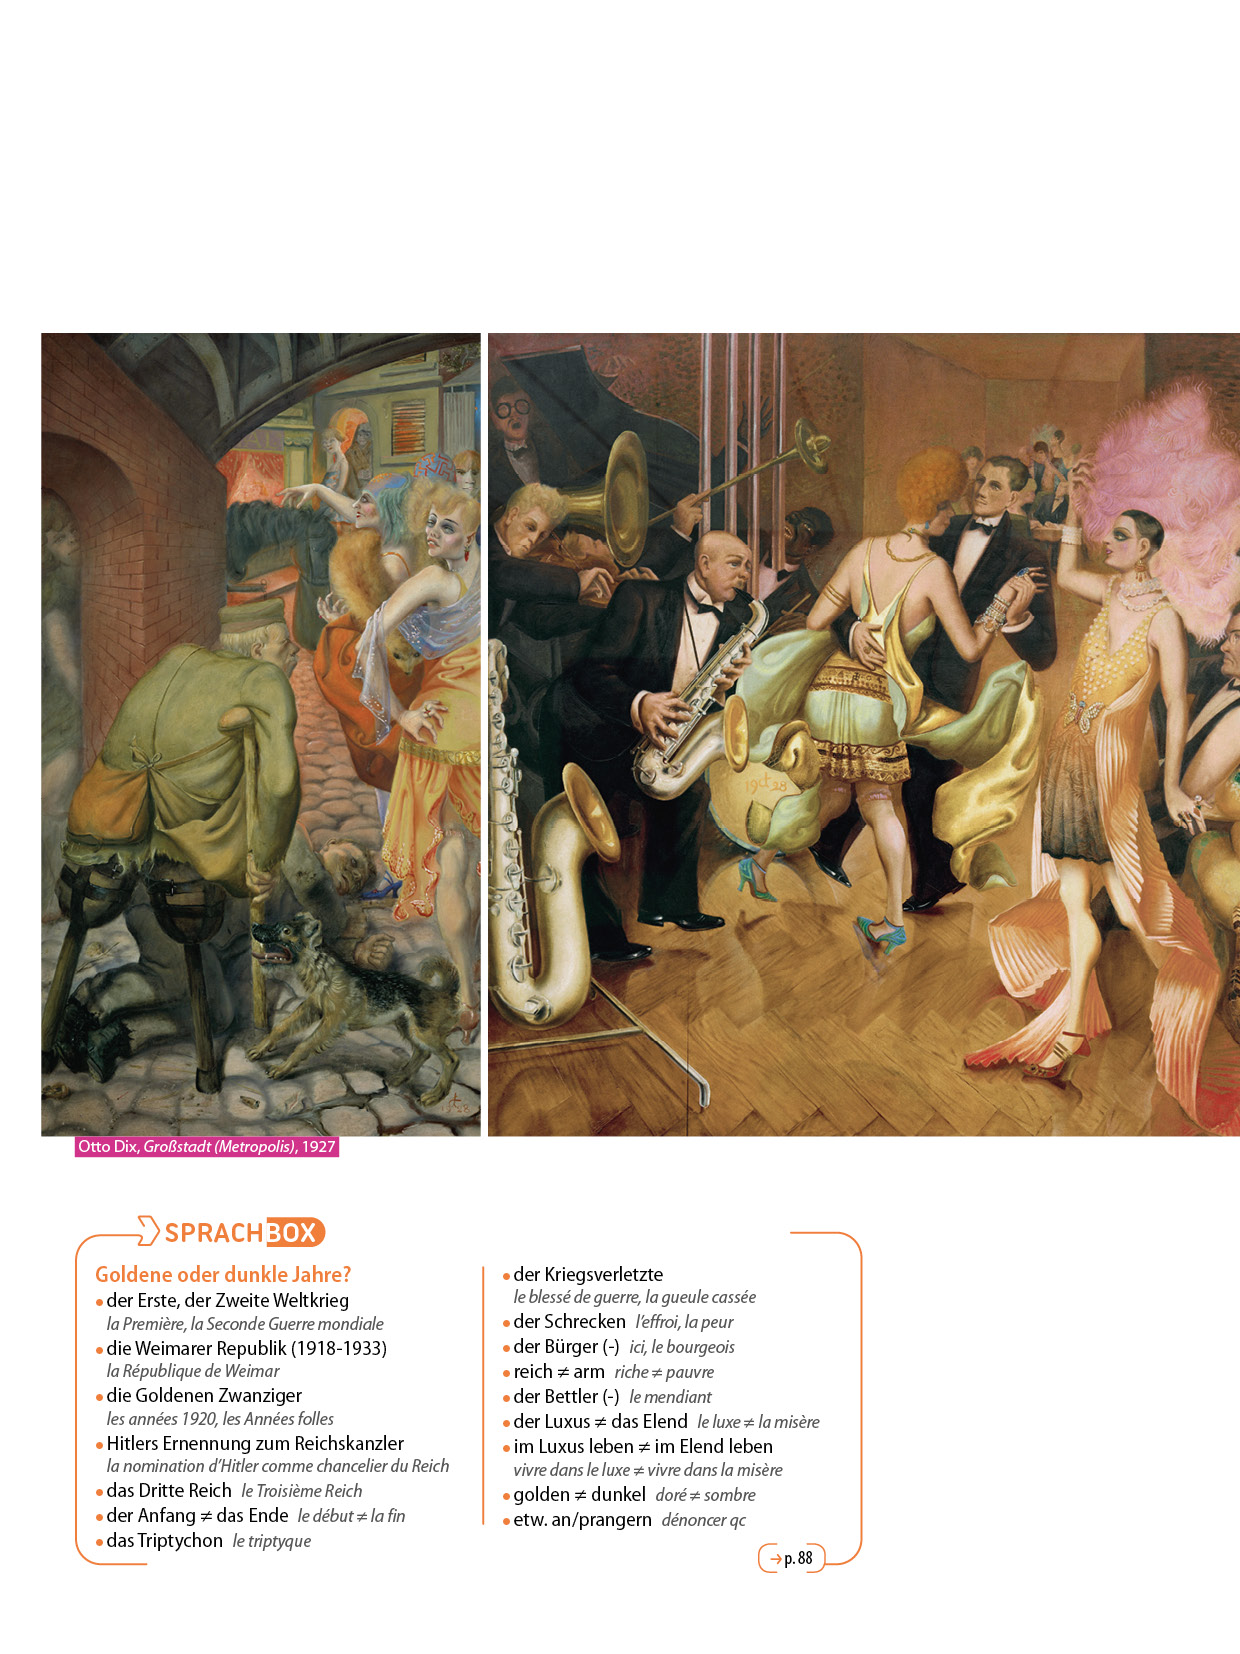 Otto Dix, Großstadt (Metropolis), 1927
SPRACHBOX
Goldene oder dunkle Jahre?
• der Erste, der Zweite Weltkrieg
la Première, la Seconde Guerre mondiale
• die Weimarer Republik (1918-1933)
la République de Weimar
• die Goldenen Zwanziger
les années 1920, les Années folles
• Hitlers Ernennung zum Reichskanzler
la nomination d’Hitler comme chancelier du Reich
• das Dritte Reich le Troisième Reich
• der Anfang ≠ das Ende le début ≠ la fin
• das Triptychon le triptyque
• der Kriegsverletzte
le blessé de guerre, la gueule cassée
• der Schrecken l’effroi, la peur
• der Bürger (-) ici, le bourgeois
• reich ≠ arm riche ≠ pauvre
• der Bettler (-) le mendiant
• der Luxus ≠ das Elend le luxe ≠ la misère
• im Luxus leben ≠ im Elend leben
vivre dans le luxe ≠ vivre dans la misère
• golden ≠ dunkel doré ≠ sombre
• etw. an/prangern dénoncer qc
→ p. 88